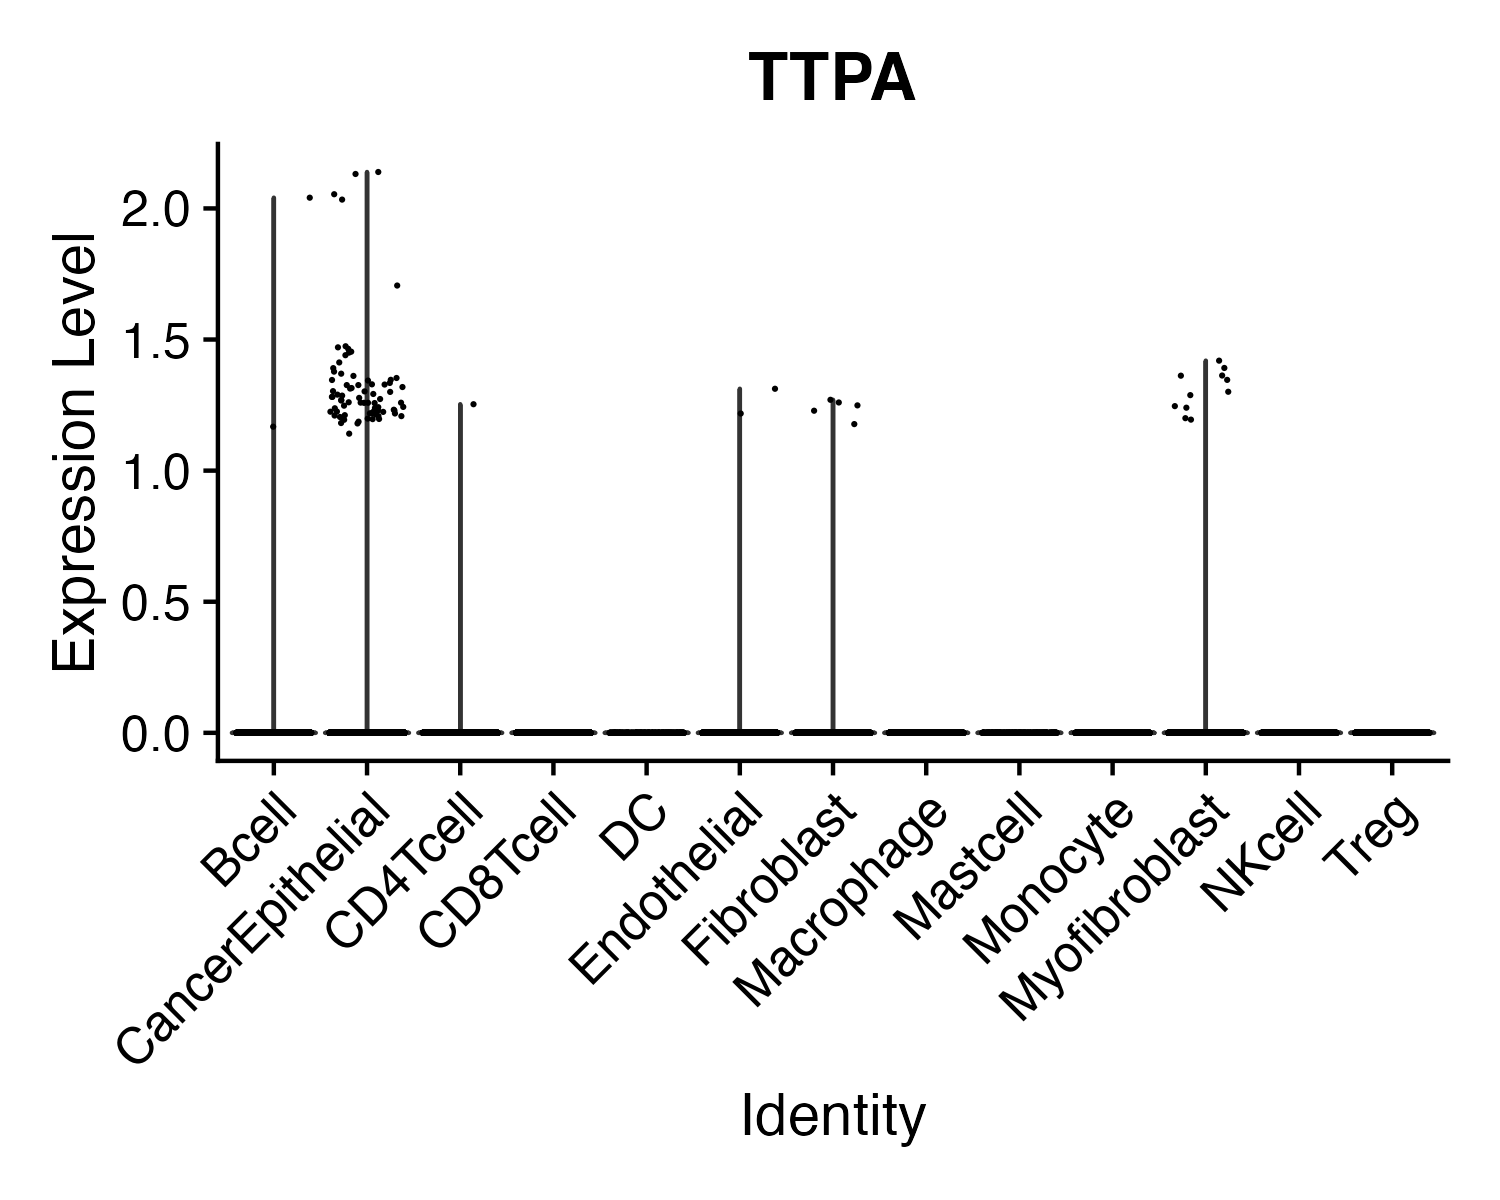 TTPA
Expression Level
2.0
1.5
1.0
0.5
0.0
Bcell
CancerEpithelial
CD4Tcell
CD8Tcell
DC
Endothelial
Fibroblast
Macrophage
Mastcell
Monocyte
Myofibroblast
NKcell
Treg
Identity